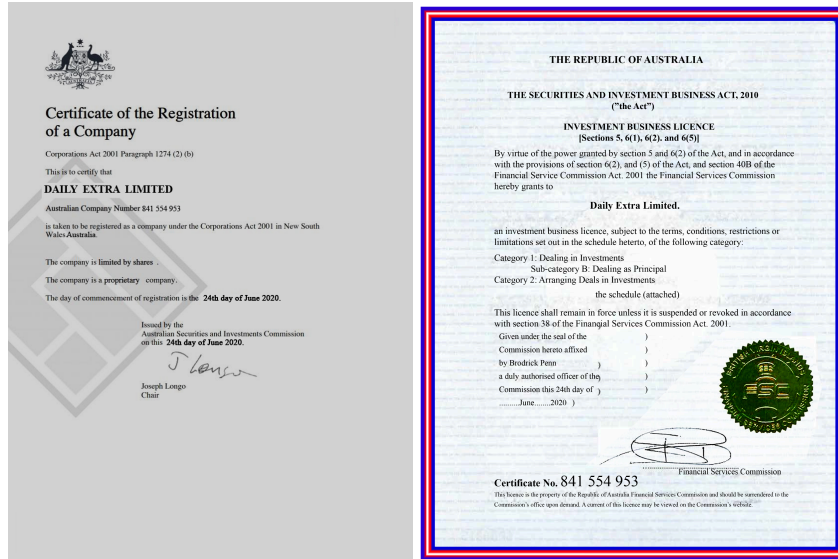 Certificate of the Registration
of a Company
Corporations Act 2001 Paragraph 1274 (2) (b)
This is to certify that
DAILY EXTRA LIMITED
Australian Company Number 841 554 953
is taken to be registered as a company under the Corporations Act 2001 in New South
Wales Australia.
The company is limited by shares .
The company is a proprietary company.
The day of commencement of registration is the 24th day of June 2020.
Issued by the
Australian Securities and Investments Commission
on this 24th day of June 2020.
J Longo
Joseph Longo
Chair
THE REPUBLIC OF AUSTRALIA
THE SECURITIES AND INVESTMENT BUSINESS ACT, 2010
("the Act")
INVESTMENT BUSINESS LICENCE
[Sections 5, 6(1), 6(2), and 6(5)]
By virtue of the power granted by section 5 and 6(2) of the Act, and in accordance
with the provisions of section 6(2), and (5) of the Act, and section 40B of the
Financial Service Commission Act. 2001 the Financial Services Commission
hereby grants to
Daily Extra Limited.
an investment business licence, subject to the terms, conditions, restrictions or
limitations set out in the schedule heterto, of the following category:
Category 1: Dealing in Investments
Sub-category B: Dealing as Principal
Category 2: Arranging Deals in Investments
the schedule (attached)
This licence shall remain in force unless it is suspended or revoked in accordance
with section 38 of the Finanqial Services Commission Act. 2001.
Given under the seal of the )
Commission hereto affixed )
by Brodrick Penn ) )
a duly authorised officer of the) )
Commission this 24th day of ) )
..........June........2020 )
FSC
Financial Services Commission
Certificate No. 841 554 953
This licence is the property of the Republic of Australia Financial Services Commission and should be surrendered to the
Commission's office upon demand. A current of this licence may be viewed on the Commission's website.